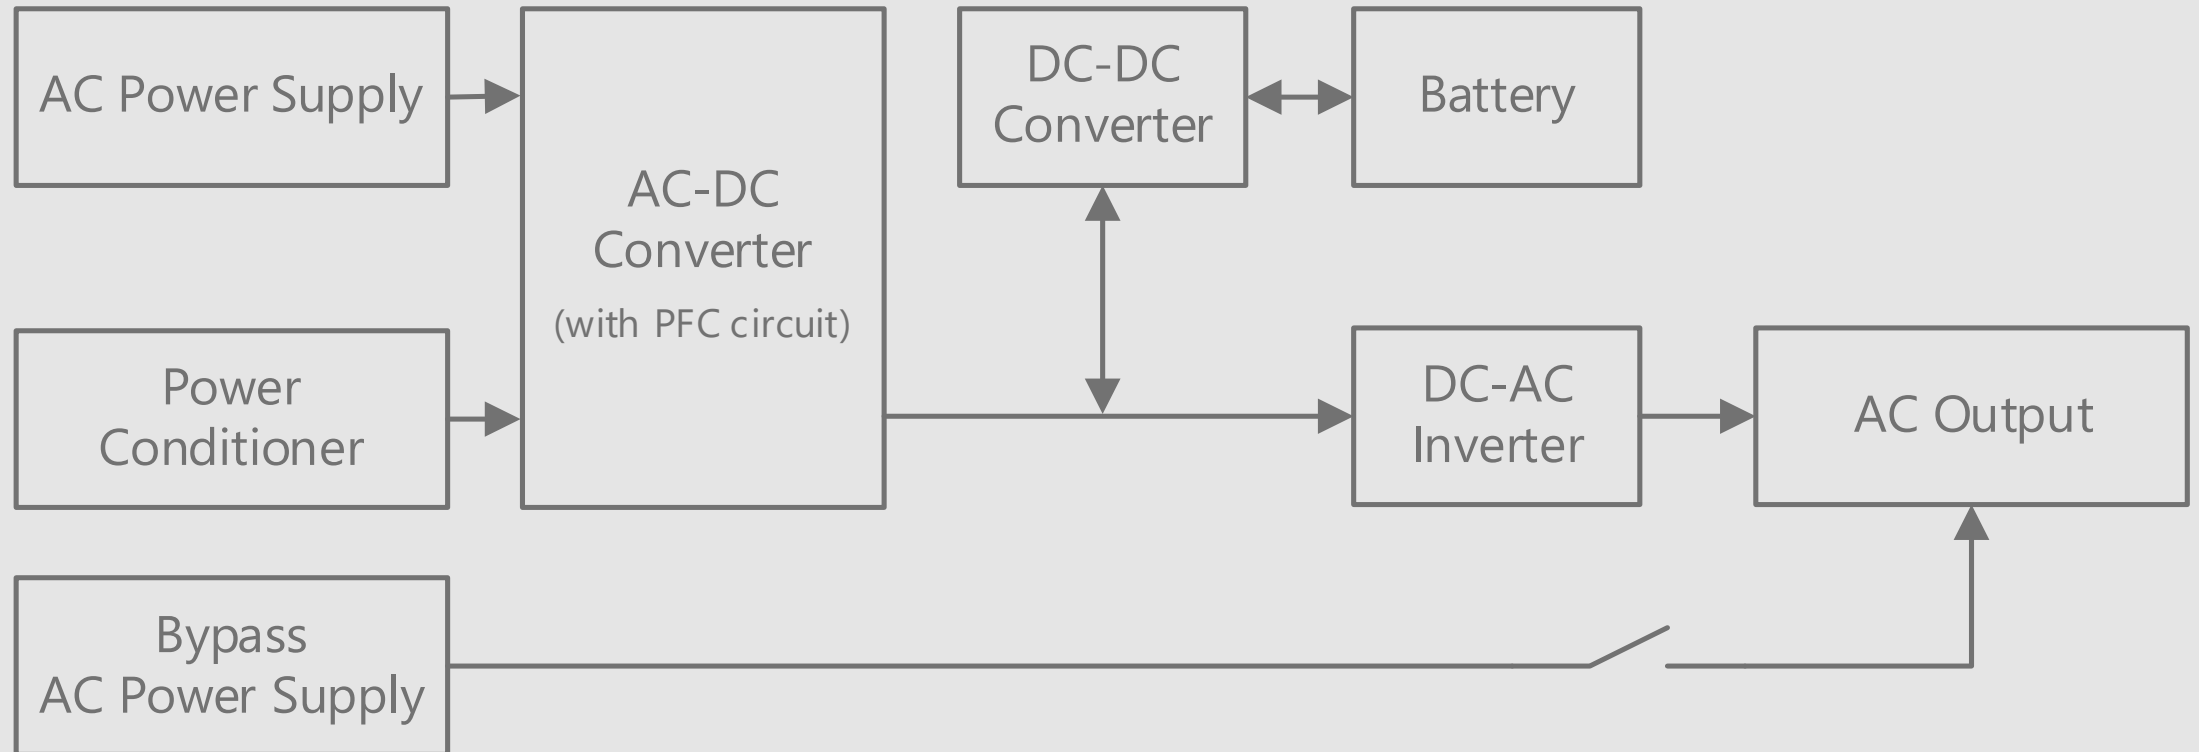 AC Power Supply
AC-DC
Converter
(with PFC circuit)
DC-DC
Converter
Battery
Power
Conditioner
DC-AC
Inverter
AC Output
Bypass
AC Power Supply